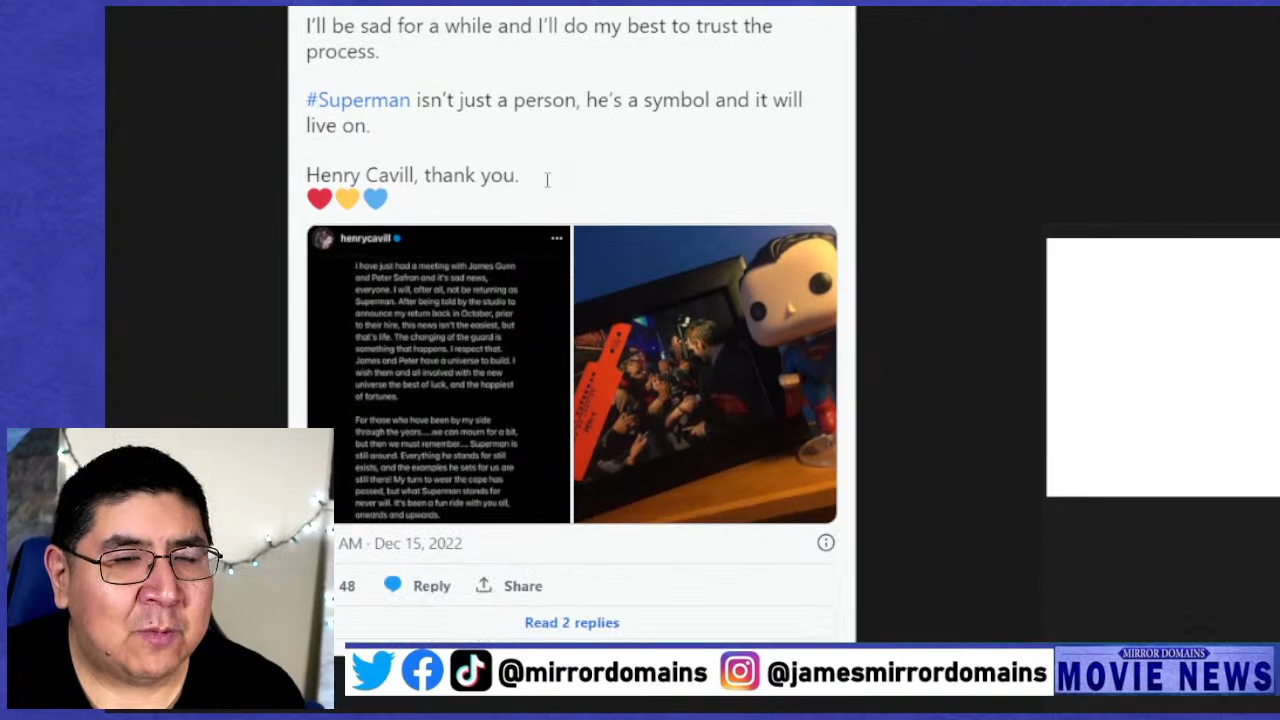 I'll be sad for a while and I'll do my best to trust the
process.
#Superman isn't just a person, he's a symbol and it will
live on.
Henry Cavill, thank you.
henrycavill
I have just had a meeting with James Gunn
and Peter Safran and it's sad news,
everyone. I will, after all, not be returning as
Superman. After being told by the studio to
announce my return back in October, prior
to their hire, this news isn't the easiest, but
that's life. The changing of the guard is
something that happens. I respect that.
James and Peter have a universe to build. I
wish them and all involved with the new
universe the best of luck, and the happiest
of fortunes.
For those who have been by my side
through the years.....we can mourn for a bit,
but then we must remember.... Superman is
still around. Everything he stands for still
exists, and the examples he sets for us are
still there! My turn to wear the cape has
passed, but what Superman stands for
never will. It's been a fun ride with you all,
onwards and upwards.
AM · Dec 15, 2022
48 Reply Share
Read 2 replies
@mirrordomains @jamesmirrordomains
MIRROR DOMAINS
MOVIE NEWS